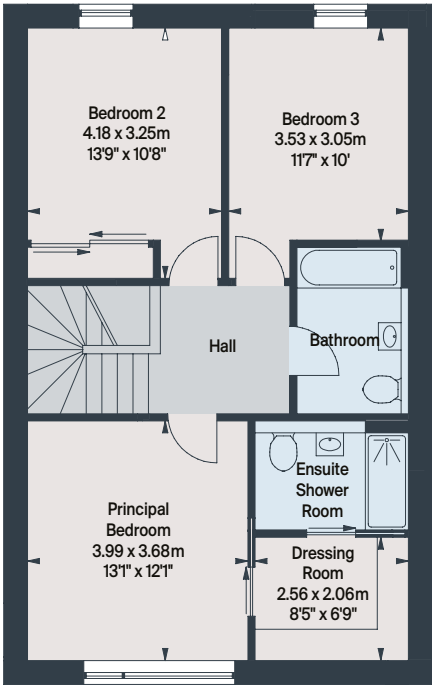 Bedroom 2
4.18 x 3.25m
13'9" x 10'8"
Bedroom 3
3.53 x 3.05m
11'7" x 10'
Hall
Bathroom
Ensuite
Shower
Room
Principal
Bedroom
3.99 x 3.68m
13'1" x 12'1"
Dressing
Room
2.56 x 2.06m
8'5" x 6'9"